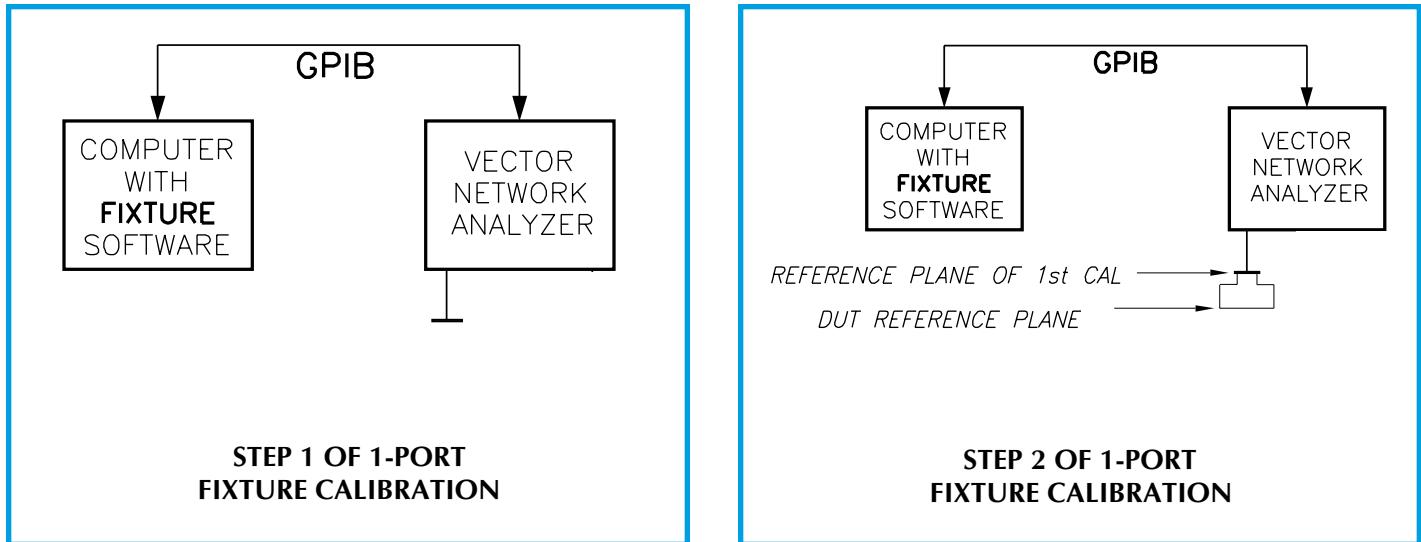 GPIB
COMPUTER
WITH
FIXTURE
SOFTWARE
VECTOR
NETWORK
ANALYZER
STEP 1 OF 1-PORT
FIXTURE CALIBRATION
GPIB
COMPUTER
WITH
FIXTURE
SOFTWARE
VECTOR
NETWORK
ANALYZER
REFERENCE PLANE OF 1st CAL
DUT REFERENCE PLANE
STEP 2 OF 1-PORT
FIXTURE CALIBRATION